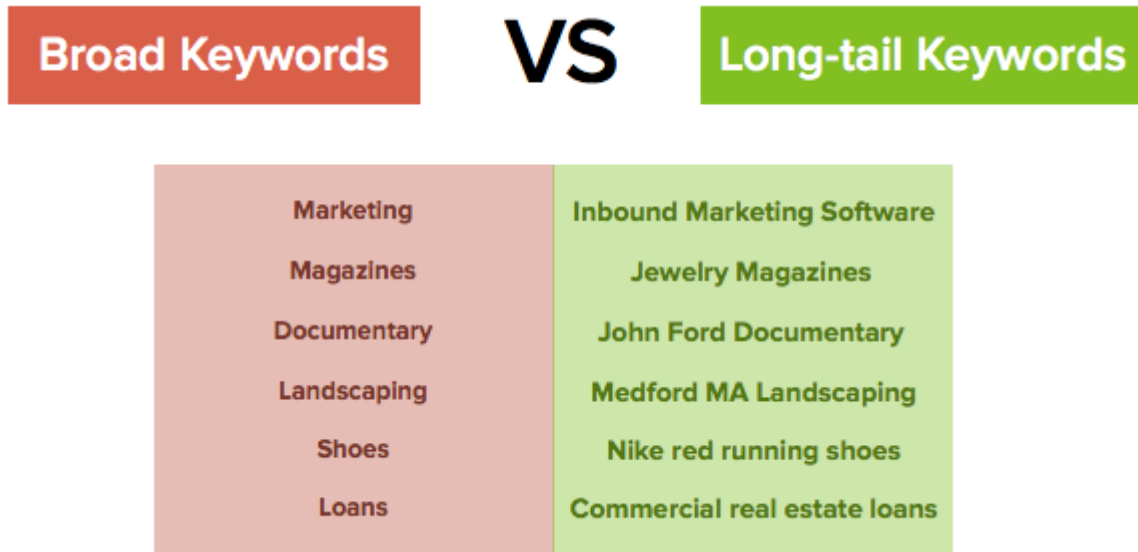 Broad Keywords VS Long-tail Keywords
Marketing Inbound Marketing Software
Magazines Jewelry Magazines
Documentary John Ford Documentary
Landscaping Medford MA Landscaping
Shoes Nike red running shoes
Loans Commercial real estate loans